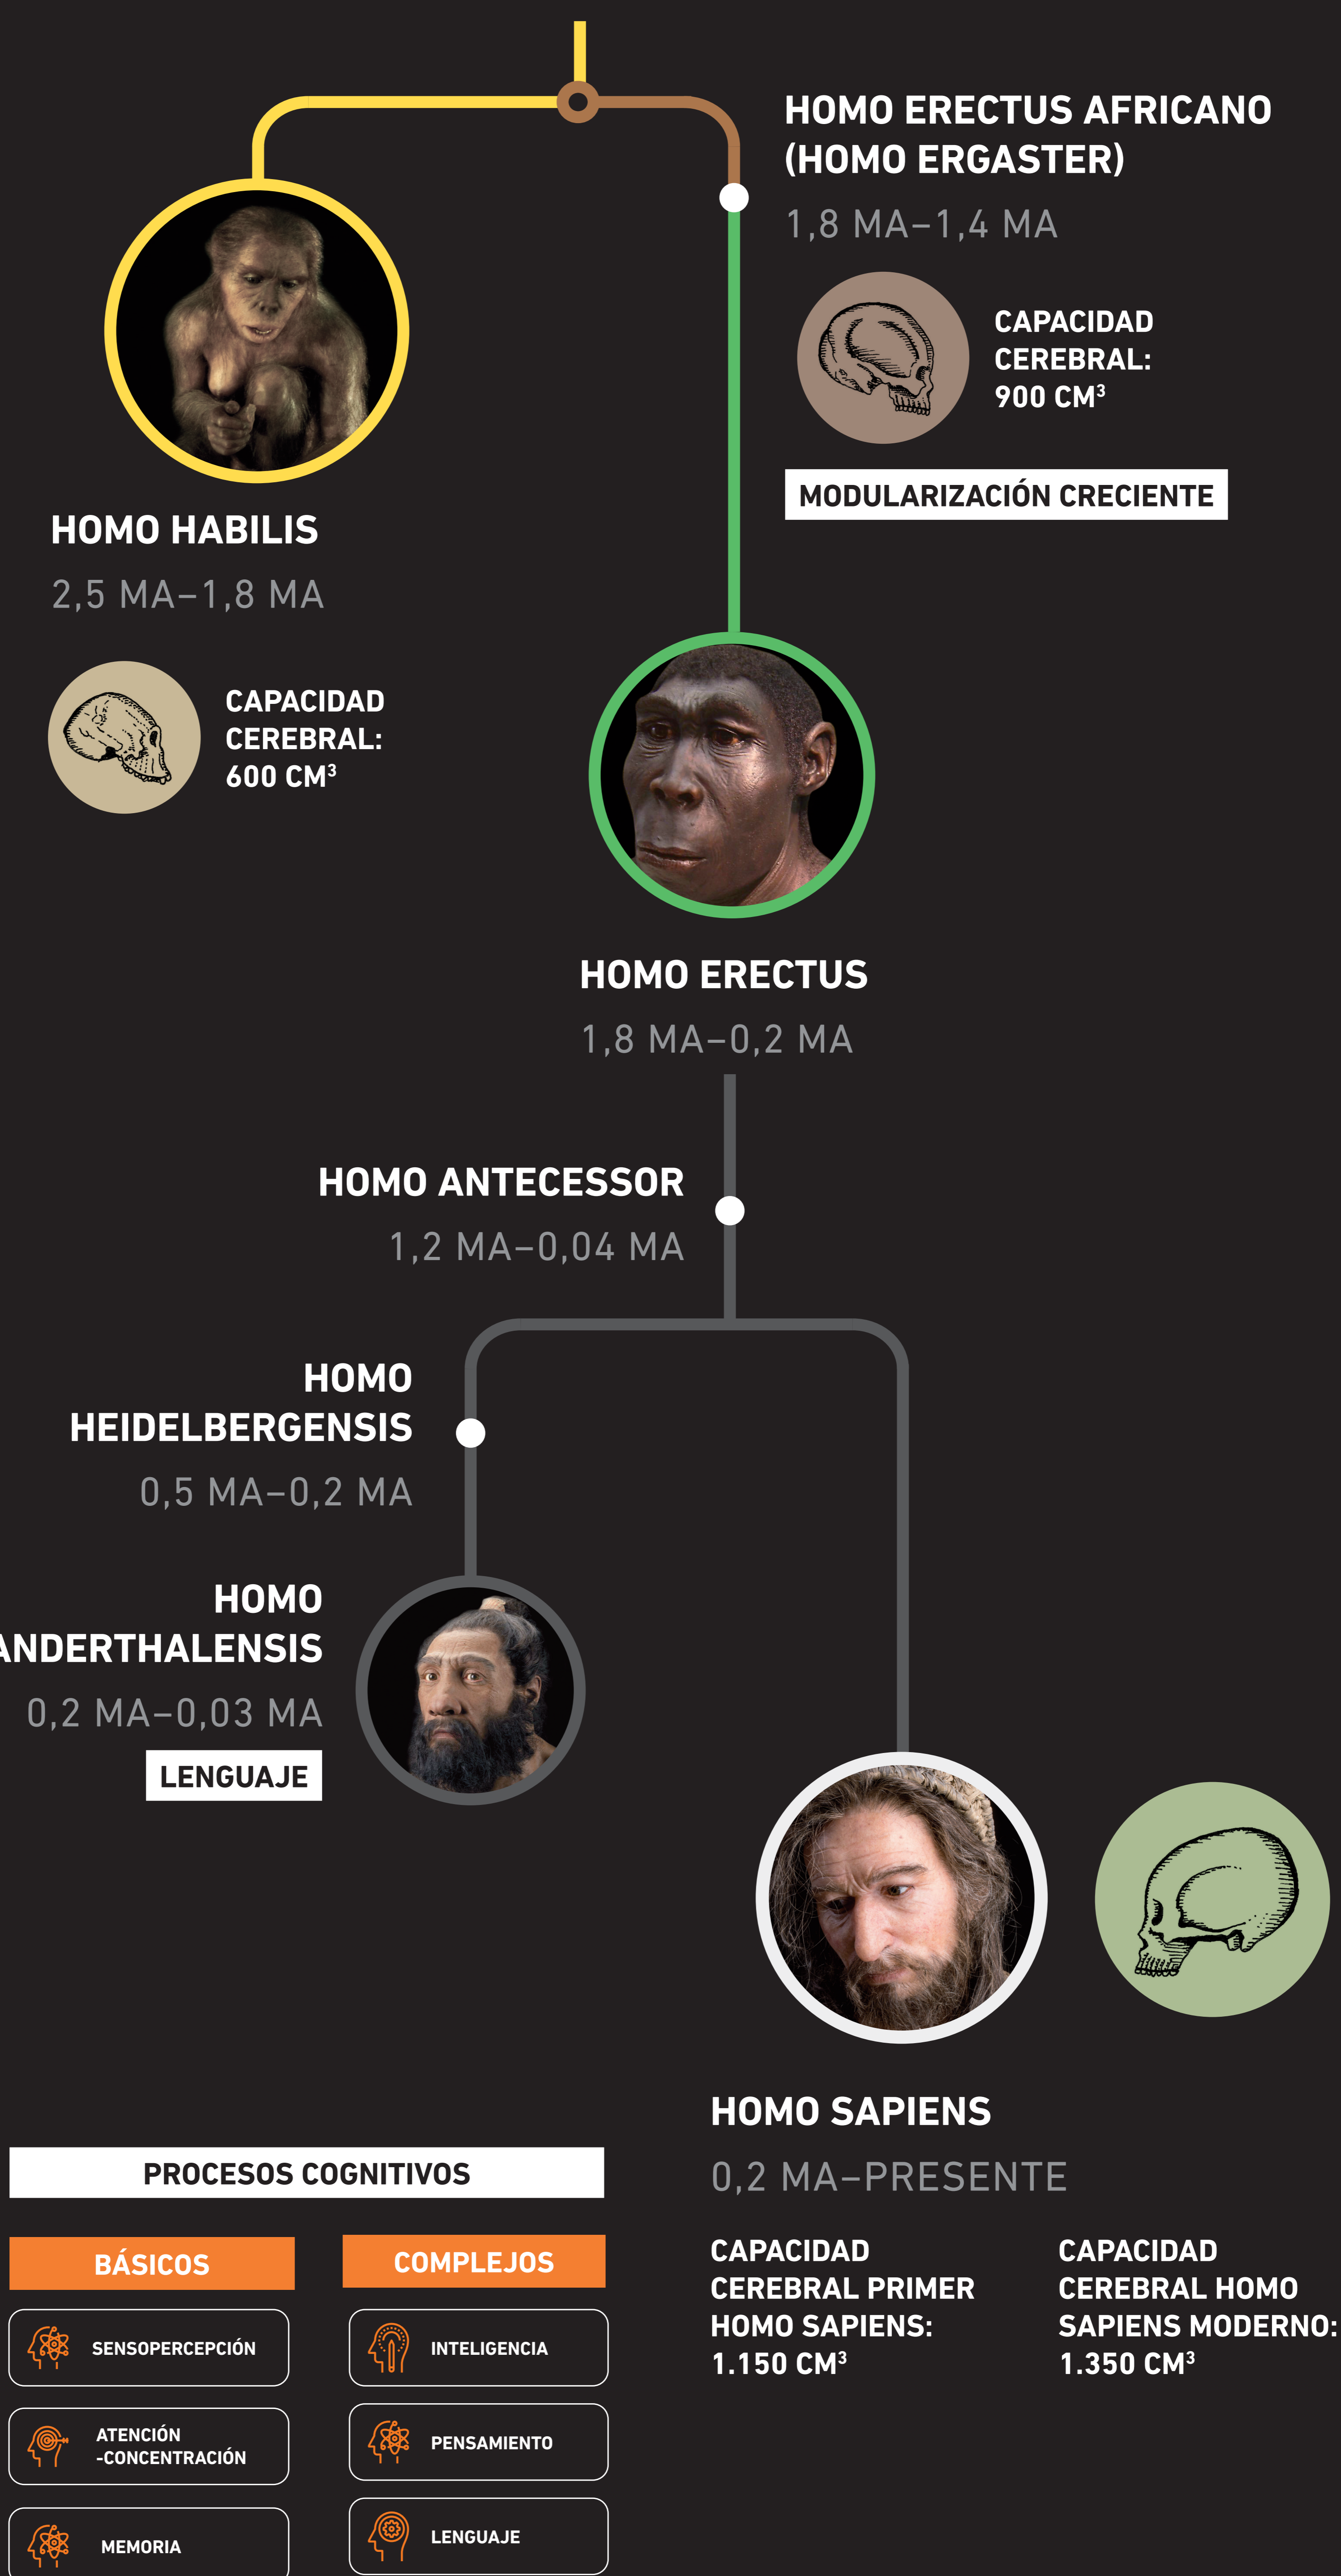 HOMO ERECTUS AFRICANO
(HOMO ERGASTER)
1,8 MA–1,4 MA
CAPACIDAD
CEREBRAL:
900 CM³
MODULARIZACIÓN CRECIENTE
HOMO HABILIS
2,5 MA–1,8 MA
CAPACIDAD
CEREBRAL:
600 CM³
HOMO ERECTUS
1,8 MA–0,2 MA
HOMO ANTECESSOR
1,2 MA–0,04 MA
HOMO
HEIDELBERGENSIS
0,5 MA–0,2 MA
HOMO
ANDERTHALENSIS
0,2 MA–0,03 MA
LENGUAJE
HOMO SAPIENS
0,2 MA–PRESENTE
CAPACIDAD
CEREBRAL PRIMER
HOMO SAPIENS:
1.150 CM³
CAPACIDAD
CEREBRAL HOMO
SAPIENS MODERNO:
1.350 CM³
PROCESOS COGNITIVOS
BÁSICOS
SENSOPERCEPCIÓN
ATENCIÓN
-CONCENTRACIÓN
MEMORIA
COMPLEJOS
INTELIGENCIA
PENSAMIENTO
LENGUAJE